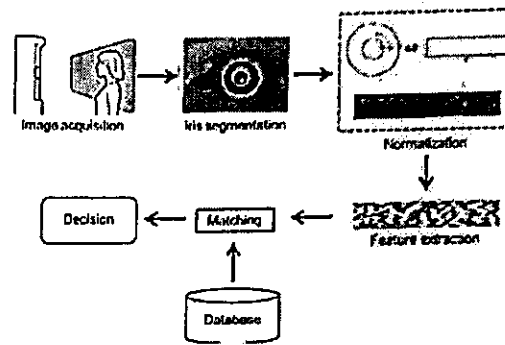 Image acquisition
Iris segmentation
Normalization
Feature extraction
Matching
Decision
Database